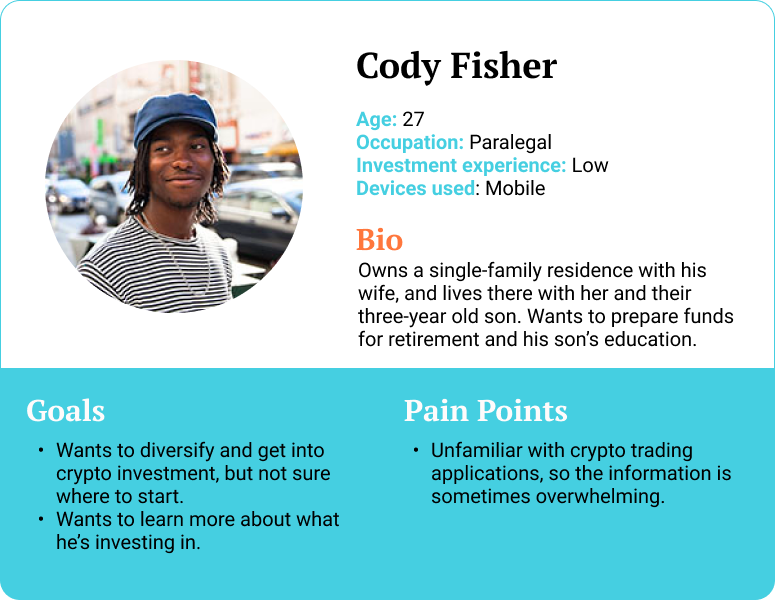 Cody Fisher
Age: 27
Occupation: Paralegal
Investment experience: Low
Devices used: Mobile
Bio
Owns a single-family residence with his
wife, and lives there with her and their
three-year old son. Wants to prepare funds
for retirement and his son’s education.
Goals
• Wants to diversify and get into
crypto investment, but not sure
where to start.
• Wants to learn more about what
he’s investing in.
Pain Points
• Unfamiliar with crypto trading
applications, so the information is
sometimes overwhelming.